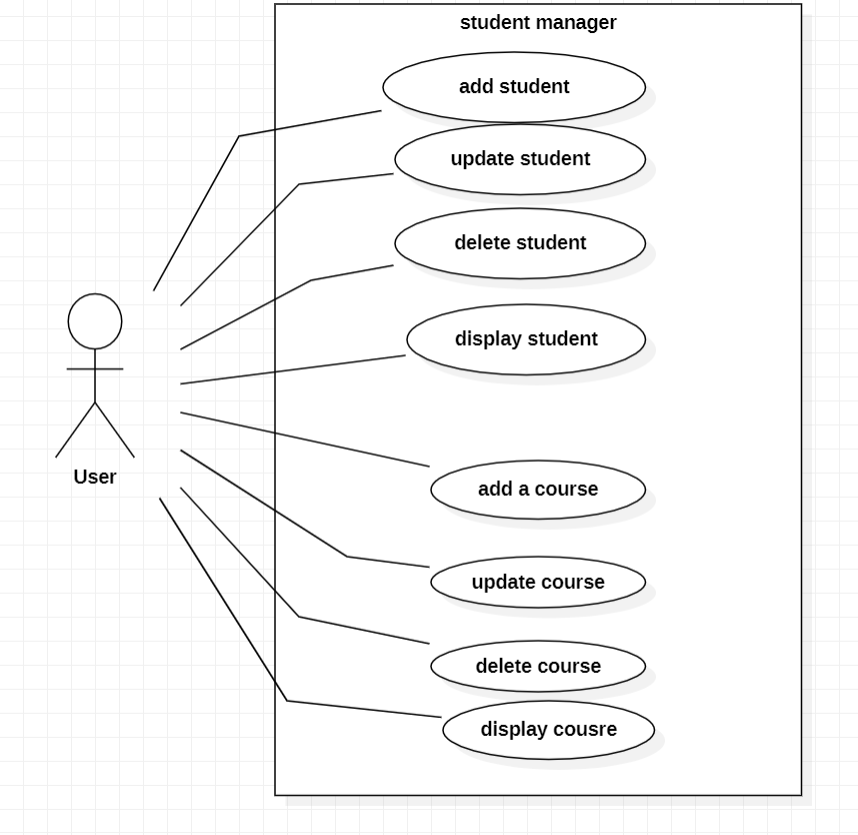 student manager
add student
update student
delete student
display student
User
add a course
update course
delete course
display cousre